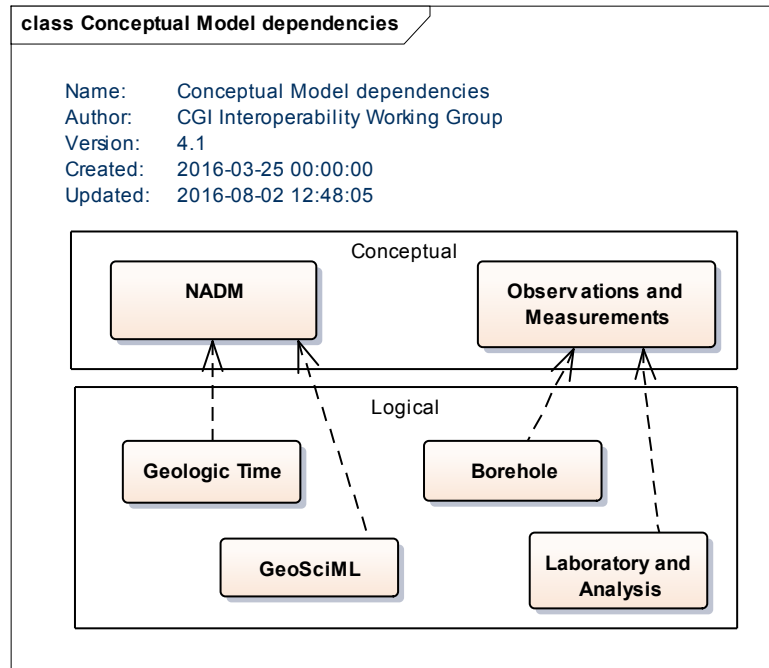 class Conceptual Model dependencies
Name: Conceptual Model dependencies
Author: CGI Interoperability Working Group
Version: 4.1
Created: 2016-03-25 00:00:00
Updated: 2016-08-02 12:48:05
Conceptual
NADM
Observations and
Measurements
Logical
Geologic Time
Borehole
GeoSciML
Laboratory and
Analysis